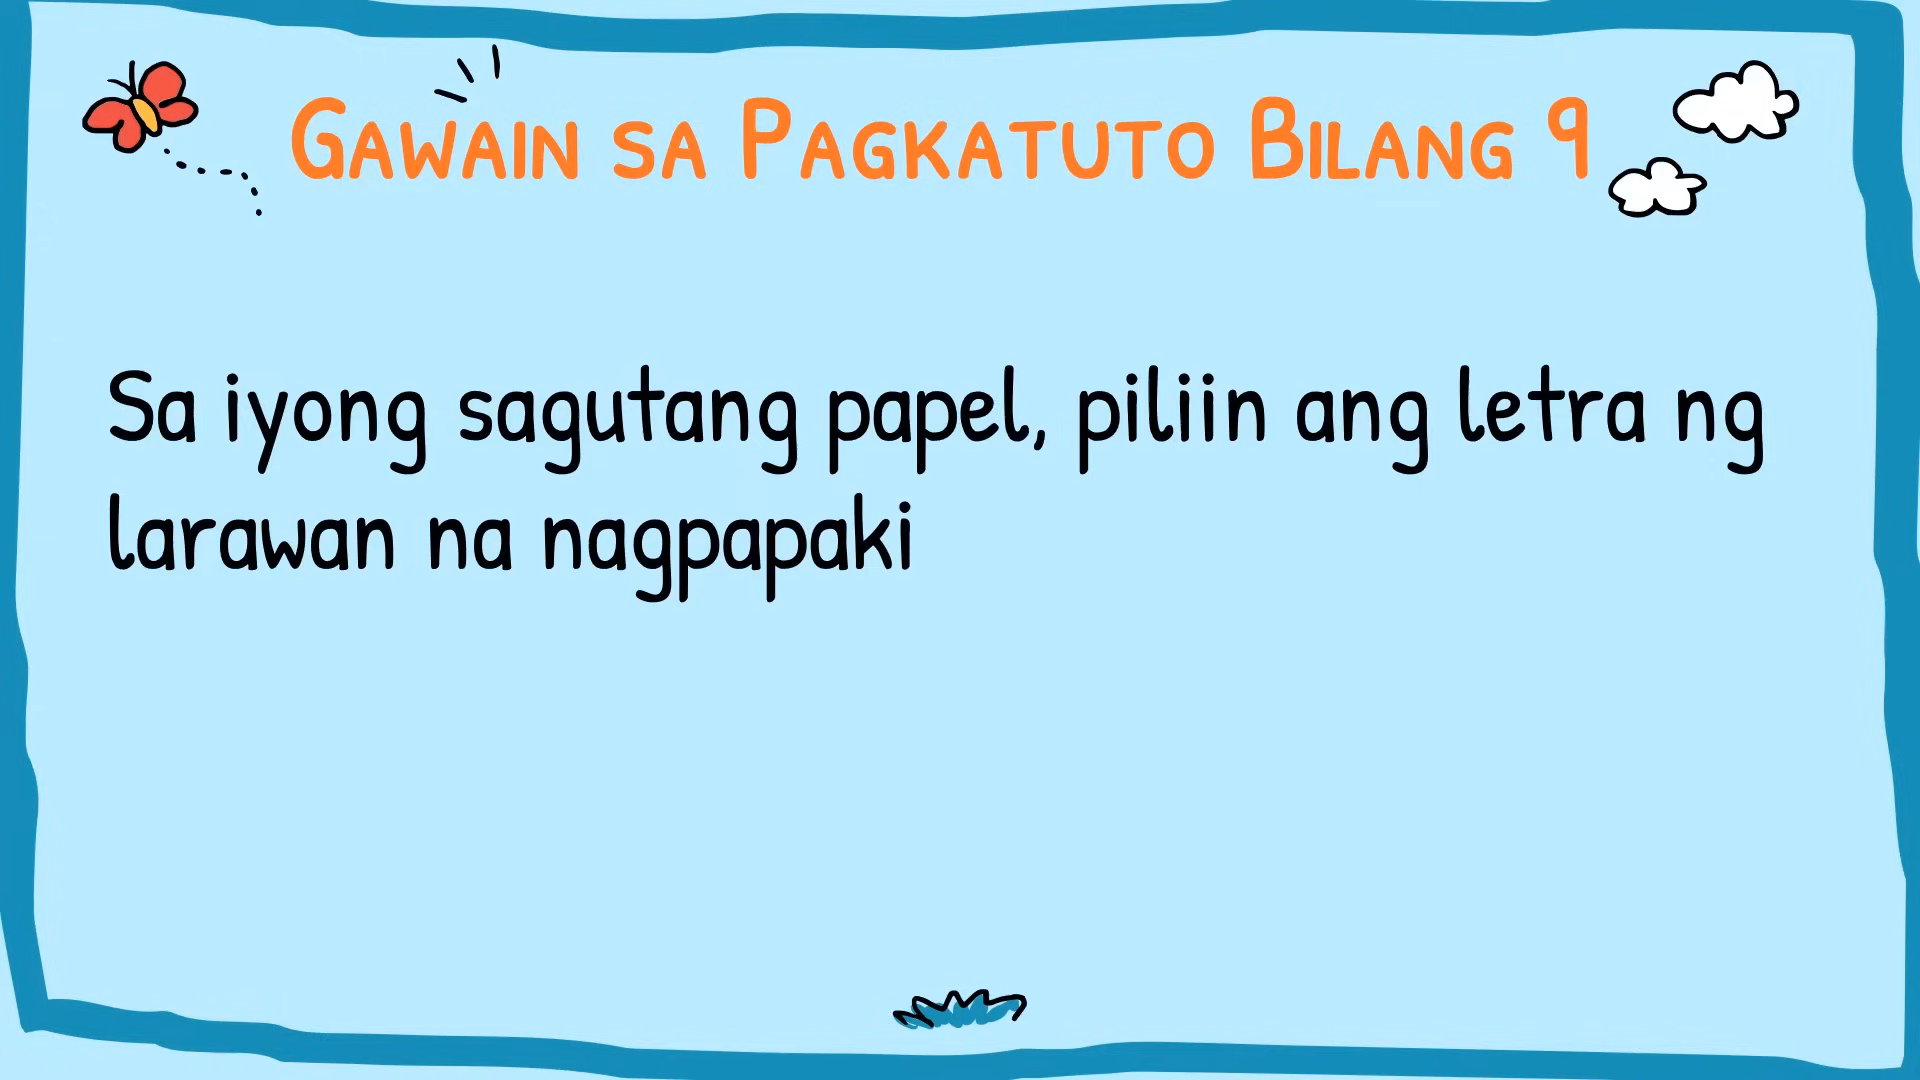 Gawain sa Pagkatuto Bilang 9
Sa iyong sagutang papel, piliin ang letra ng
larawan na nagpapaki